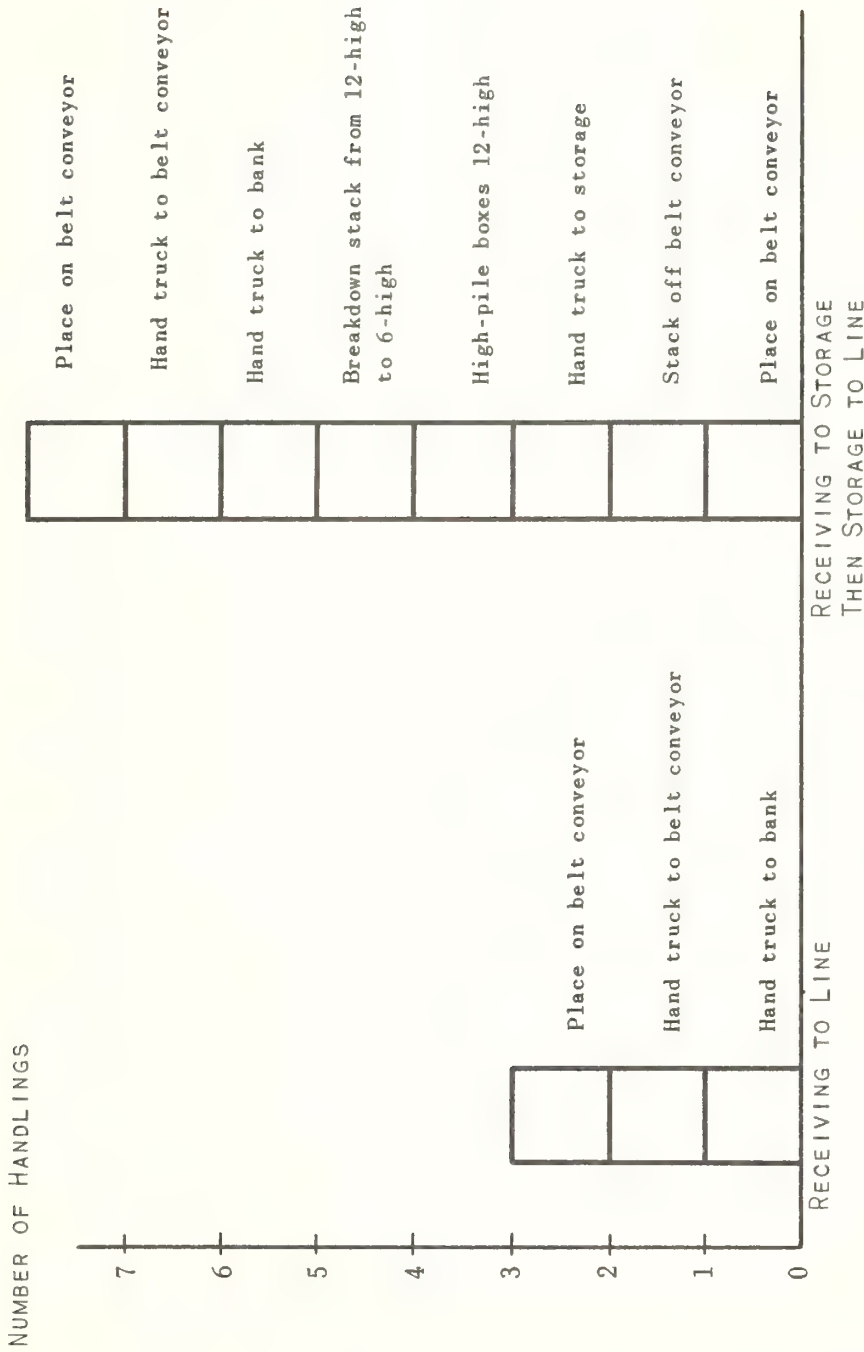 NUMBER OF HANDLINGS
7
6
5
4
3
2
1
0
Place on belt conveyor
Hand truck to belt conveyor
Hand truck to bank
RECEIVING TO LINE
Place on belt conveyor
Hand truck to belt conveyor
Hand truck to bank
Breakdown stack from 12-high
to 6-high
High-pile boxes 12-high
Hand truck to storage
Stack off belt conveyor
Place on belt conveyor
RECEIVING TO STORAGE
THEN STORAGE TO LINE